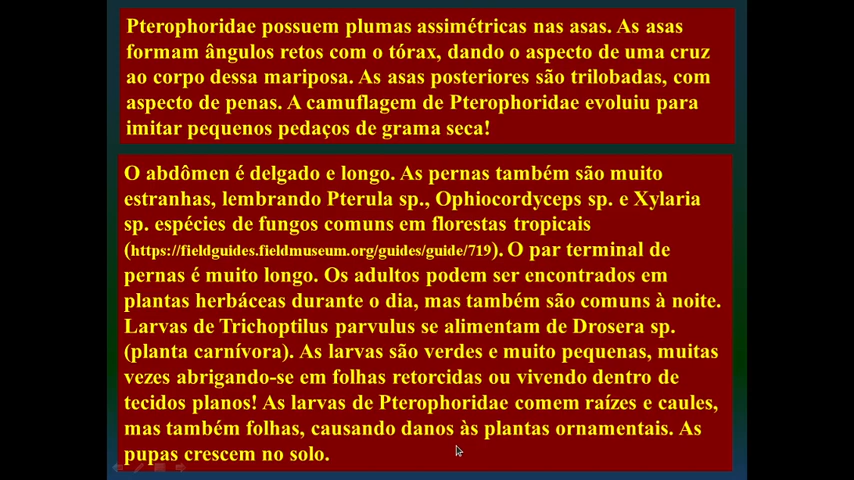 Pterophoridae possuem plumas assimétricas nas asas. As asas
formam ângulos retos com o tórax, dando o aspecto de uma cruz
ao corpo dessa mariposa. As asas posteriores são trilobadas, com
aspecto de penas. A camuflagem de Pterophoridae evoluiu para
imitar pequenos pedaços de grama seca!
O abdômen é delgado e longo. As pernas também são muito
estranhas, lembrando Pterula sp., Ophiocordyceps sp. e Xylaria
sp. espécies de fungos comuns em florestas tropicais
(https://fieldguides.fieldmuseum.org/guides/guide/719). O par terminal de
pernas é muito longo. Os adultos podem ser encontrados em
plantas herbáceas durante o dia, mas também são comuns à noite.
Larvas de Trichoptilus parvulus se alimentam de Drosera sp.
(planta carnívora). As larvas são verdes e muito pequenas, muitas
vezes abrigando-se em folhas retorcidas ou vivendo dentro de
tecidos planos! As larvas de Pterophoridae comem raízes e caules,
mas também folhas, causando danos às plantas ornamentais. As
pupas crescem no solo.